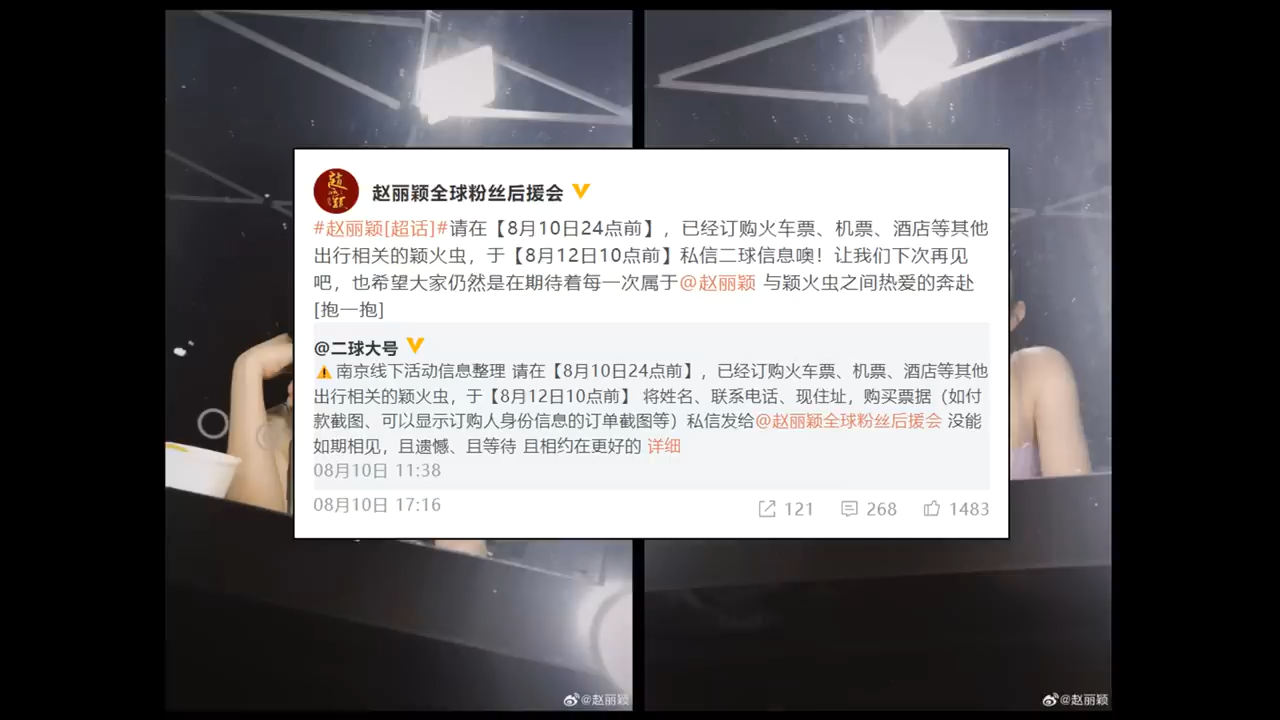 赵丽颖全球粉丝后援会
#赵丽颖[超话]#请在【8月10日24点前】，已经订购火车票、机票、酒店等其他
出行相关的颖火虫，于【8月12日10点前】私信二球信息噢！让我们下次再见
吧，也希望大家仍然是在期待着每一次属于@赵丽颖 与颖火虫之间热爱的奔赴
[抱一抱]
@二球大号
南京线下活动信息整理 请在【8月10日24点前】，已经订购火车票、机票、酒店等其他
出行相关的颖火虫，于【8月12日10点前】 将姓名、联系电话、现住址，购买票据（如付
款截图、可以显示订购人身份信息的订单截图等）私信发给@赵丽颖全球粉丝后援会 没能
如期相见，且遗憾、且等待 且相约在更好的 详细
08月10日 11:38
08月10日 17:16 121 268 1483
@赵丽颖
@赵丽颖